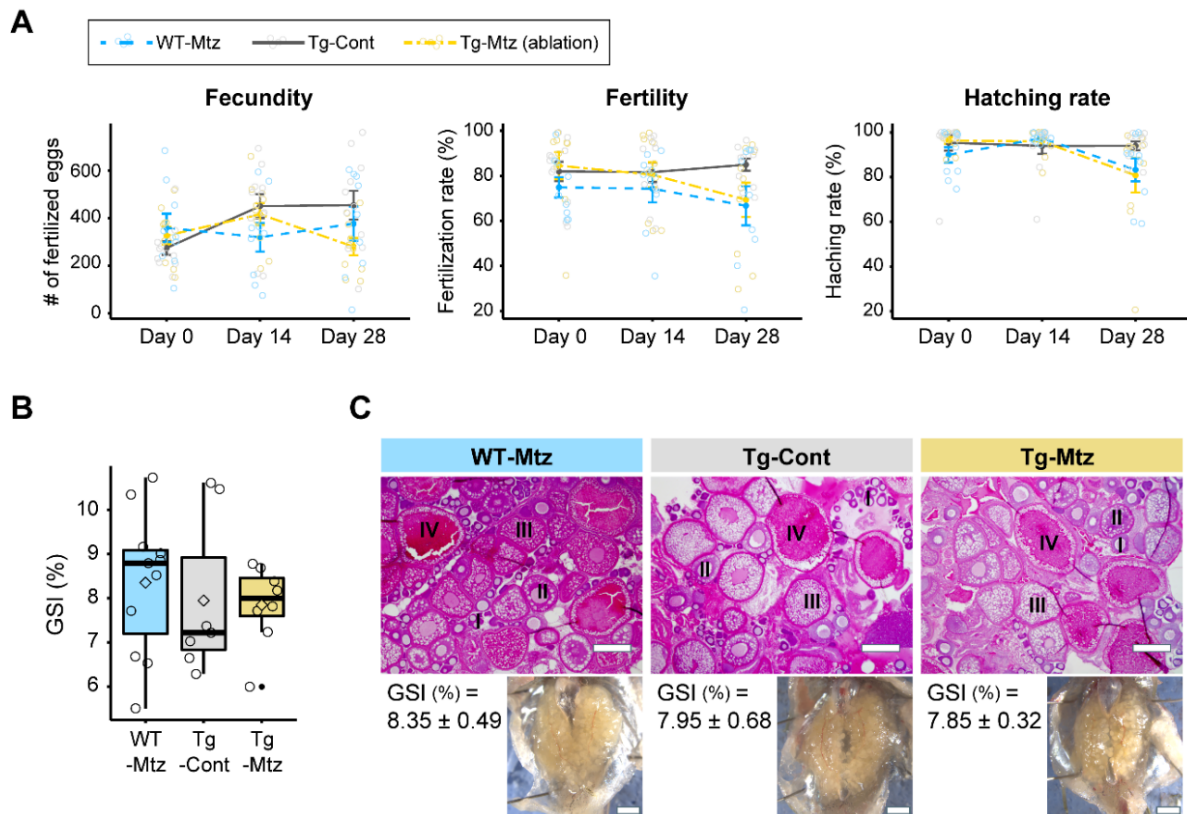 A
WT-Mtz Tg-Cont Tg-Mtz (ablation)
Fecundity
# of fertilized eggs
600
400
200
0
Day 0 Day 14 Day 28
Fertility
Fertilization rate (%)
100
80
60
40
20
Day 0 Day 14 Day 28
Hatching rate
Haching rate (%)
100
80
60
40
20
Day 0 Day 14 Day 28
B
GSI (%)
10
9
8
7
6
WT Tg Tg
-Mtz -Cont -Mtz
C
WT-Mtz Tg-Cont Tg-Mtz
IV III II I
I IV II III
II IV I III
GSI (%) = GSI (%) = GSI (%) =
8.35 ± 0.49 7.95 ± 0.68 7.85 ± 0.32